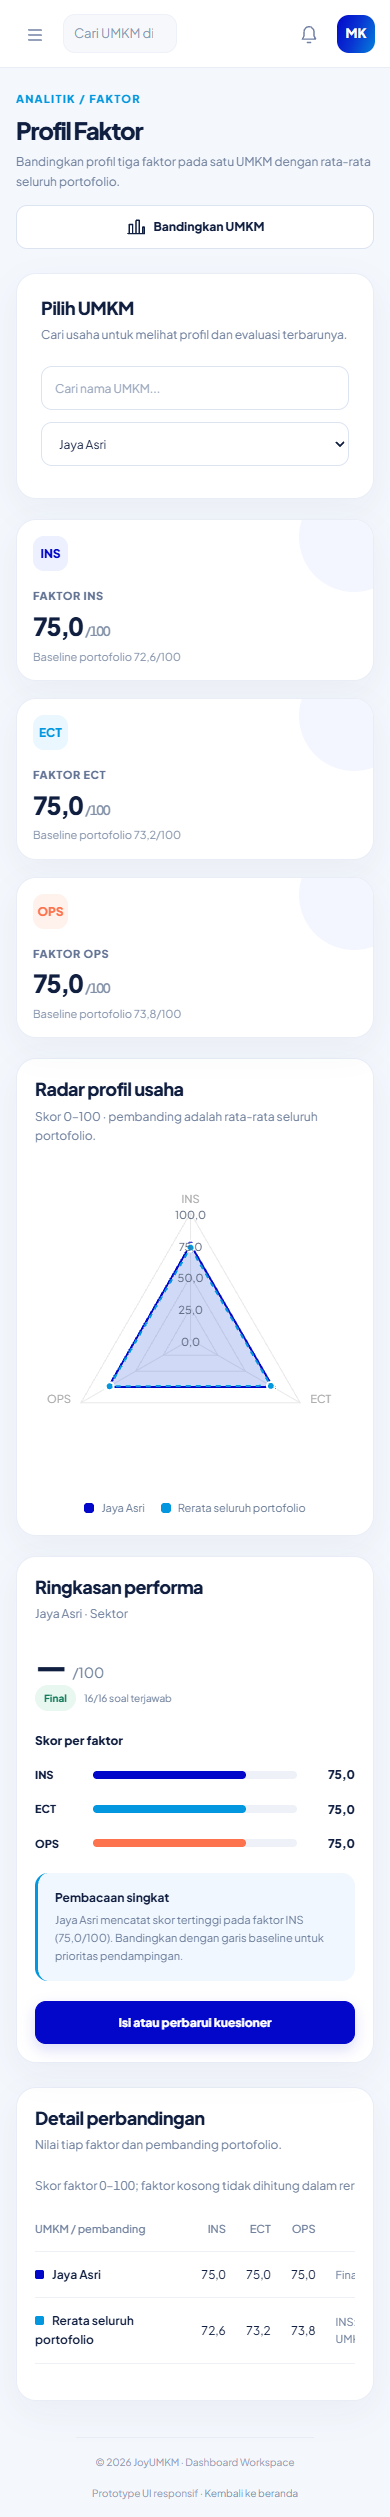 Cari UMKM di
MK
ANALITIK / FAKTOR
Profil Faktor
Bandingkan profil tiga faktor pada satu UMKM dengan rata-rata
seluruh portofolio.
Bandingkan UMKM
Pilih UMKM
Cari usaha untuk melihat profil dan evaluasi terbarunya.
Cari nama UMKM...
Jaya Asri
INS
FAKTOR INS
75,0 /100
Baseline portofolio 72,6/100
ECT
FAKTOR ECT
75,0 /100
Baseline portofolio 73,2/100
OPS
FAKTOR OPS
75,0 /100
Baseline portofolio 73,8/100
Radar profil usaha
Skor 0–100 · pembanding adalah rata-rata seluruh
portofolio.
INS
100,0
75,0
50,0
25,0
0,0
OPS
ECT
Jaya Asri
Rerata seluruh portofolio
Ringkasan performa
Jaya Asri · Sektor
— /100
Final 16/16 soal terjawab
Skor per faktor
INS 75,0
ECT 75,0
OPS 75,0
Pembacaan singkat
Jaya Asri mencatat skor tertinggi pada faktor INS
(75,0/100). Bandingkan dengan garis baseline untuk
prioritas pendampingan.
Isi atau perbarui kuesioner
Detail perbandingan
Nilai tiap faktor dan pembanding portofolio.
Skor faktor 0–100; faktor kosong tidak dihitung dalam rer
UMKM / pembanding INS ECT OPS
Jaya Asri 75,0 75,0 75,0 Fina
Rerata seluruh
portofolio 72,6 73,2 73,8 INS:
UMK
© 2026 JoyUMKM · Dashboard Workspace
Prototype UI responsif · Kembali ke beranda